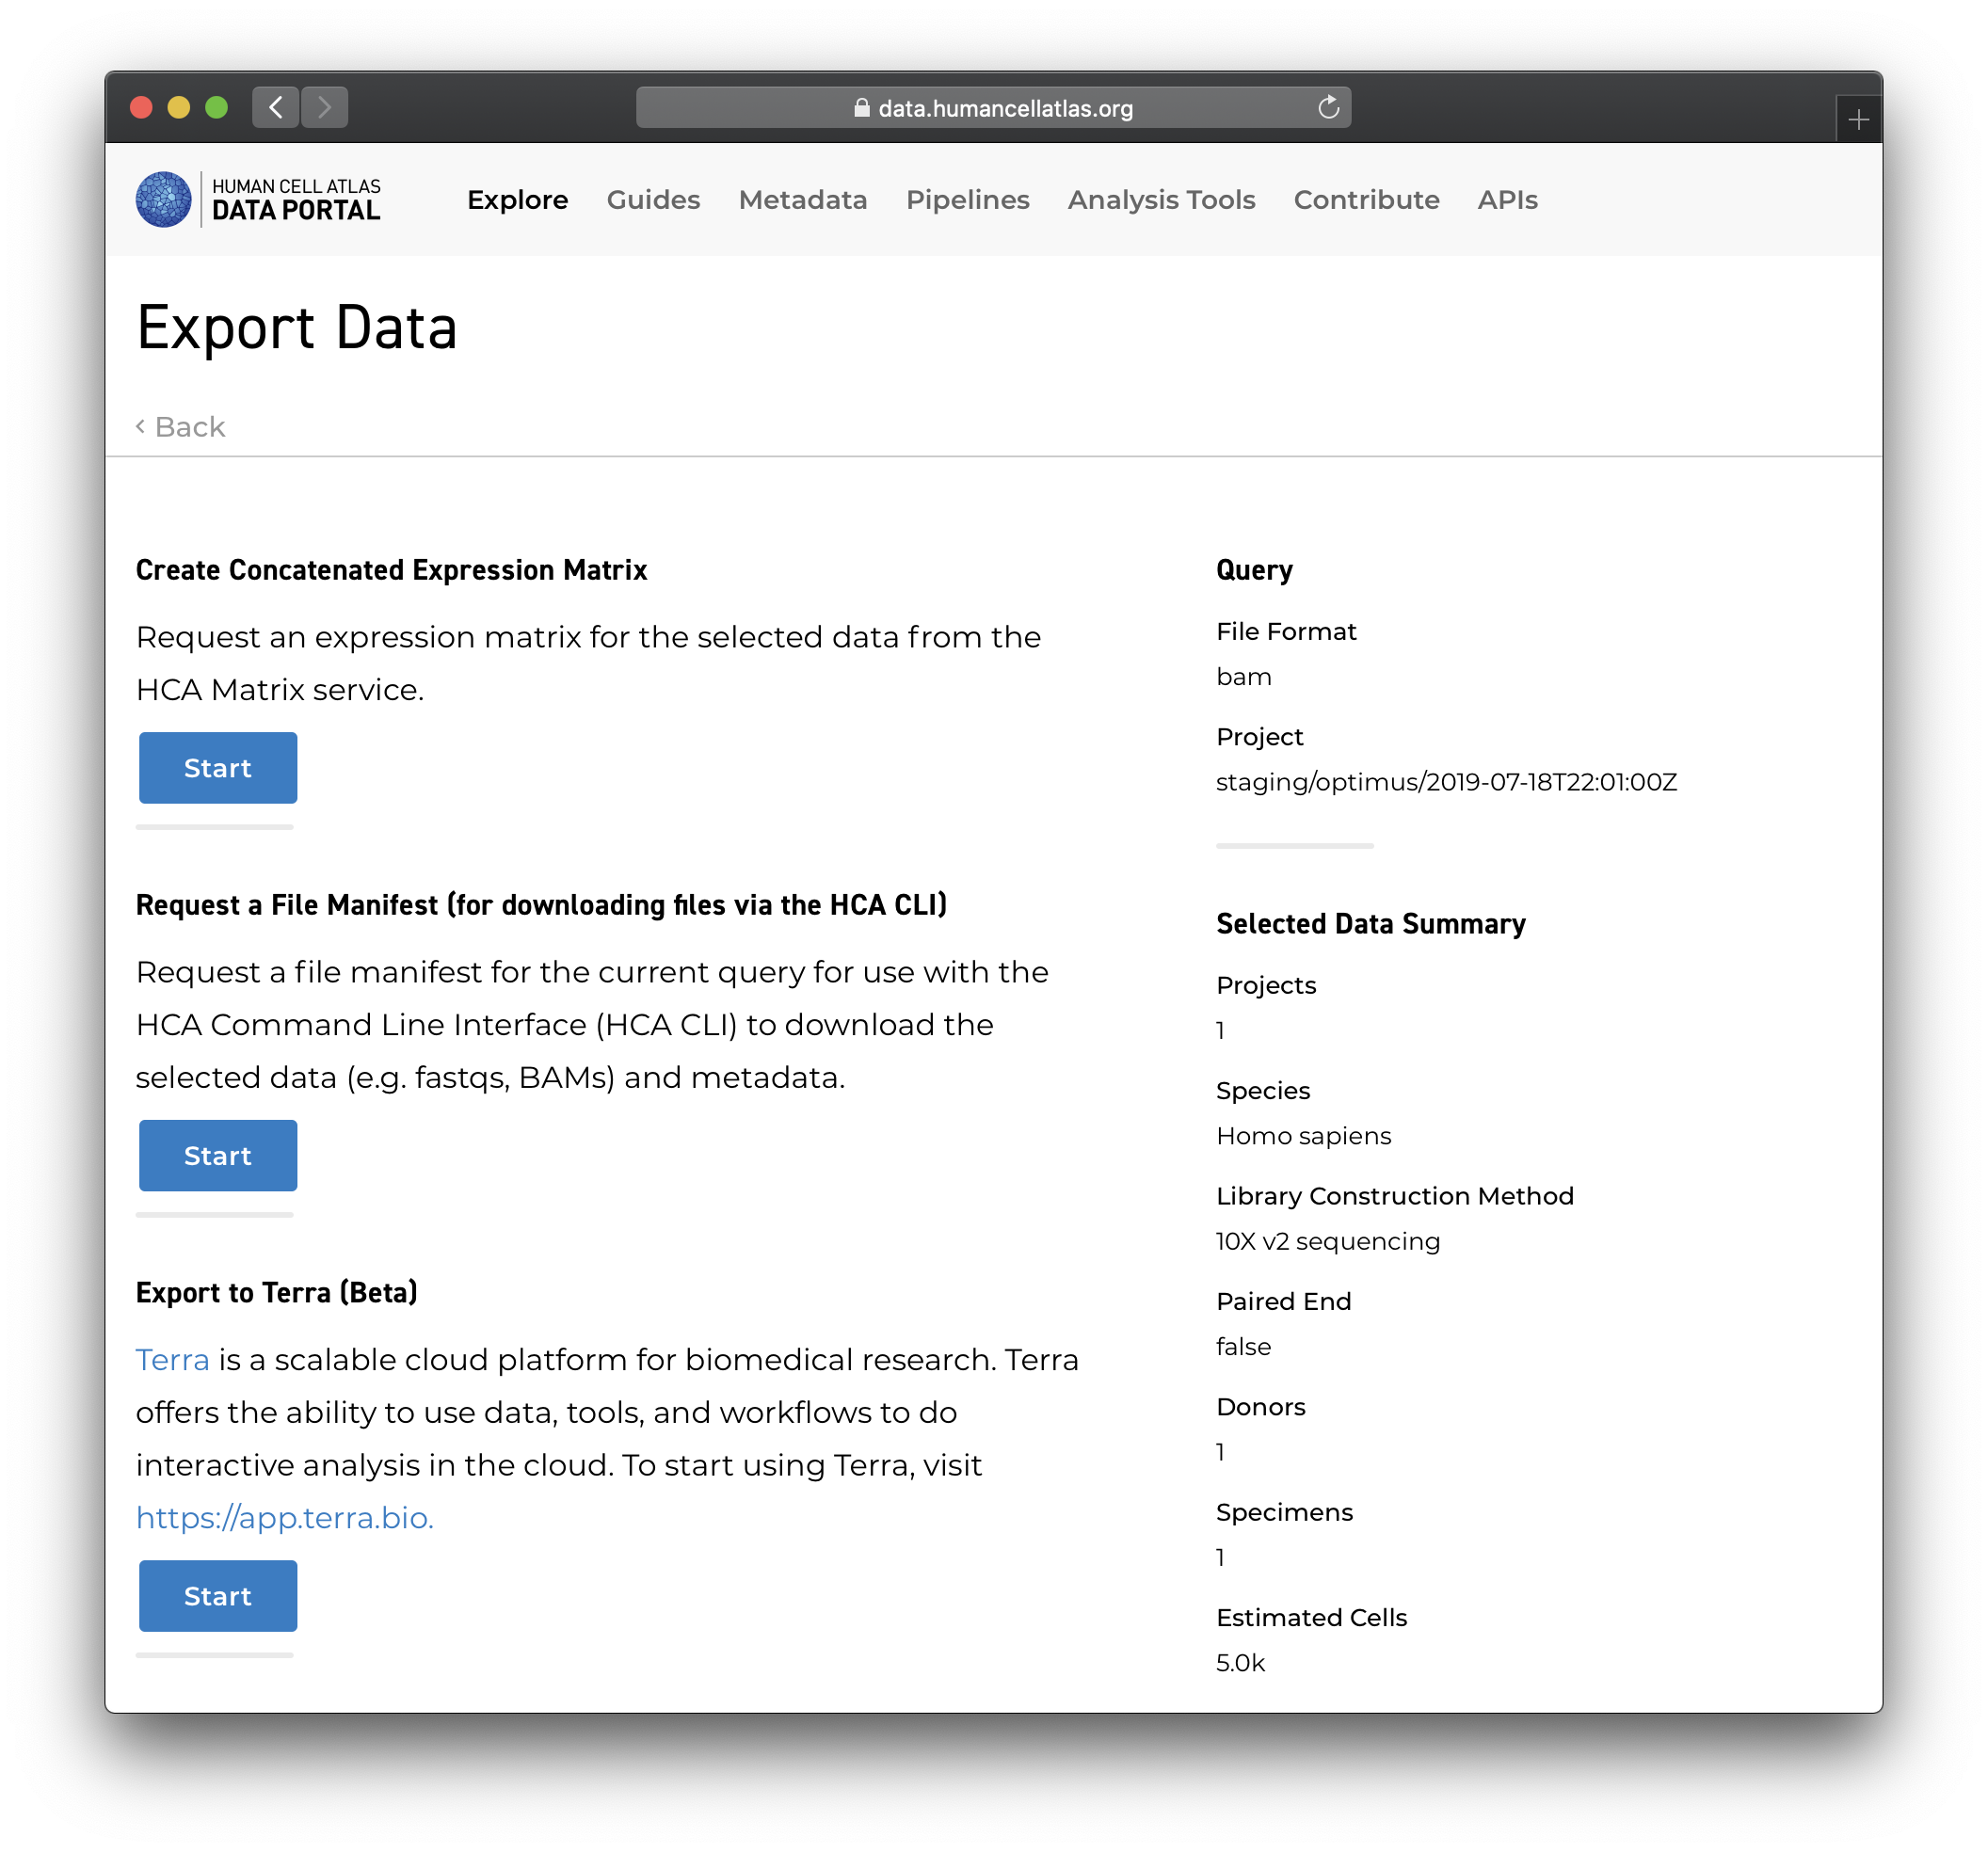 data.humancellatlas.org
HUMAN CELL ATLAS
DATA PORTAL
Explore Guides Metadata Pipelines Analysis Tools Contribute APIs
Export Data
Back
Create Concatenated Expression Matrix
Request an expression matrix for the selected data from the
HCA Matrix service.
Start
Request a File Manifest (for downloading files via the HCA CLI)
Request a file manifest for the current query for use with the
HCA Command Line Interface (HCA CLI) to download the
selected data (e.g. fastqs, BAMs) and metadata.
Start
Export to Terra (Beta)
Terra is a scalable cloud platform for biomedical research. Terra
offers the ability to use data, tools, and workflows to do
interactive analysis in the cloud. To start using Terra, visit
https://app.terra.bio.
Start
Query
File Format
bam
Project
staging/optimus/2019-07-18T22:01:00Z
Selected Data Summary
Projects
1
Species
Homo sapiens
Library Construction Method
10X v2 sequencing
Paired End
false
Donors
1
Specimens
1
Estimated Cells
5.0k